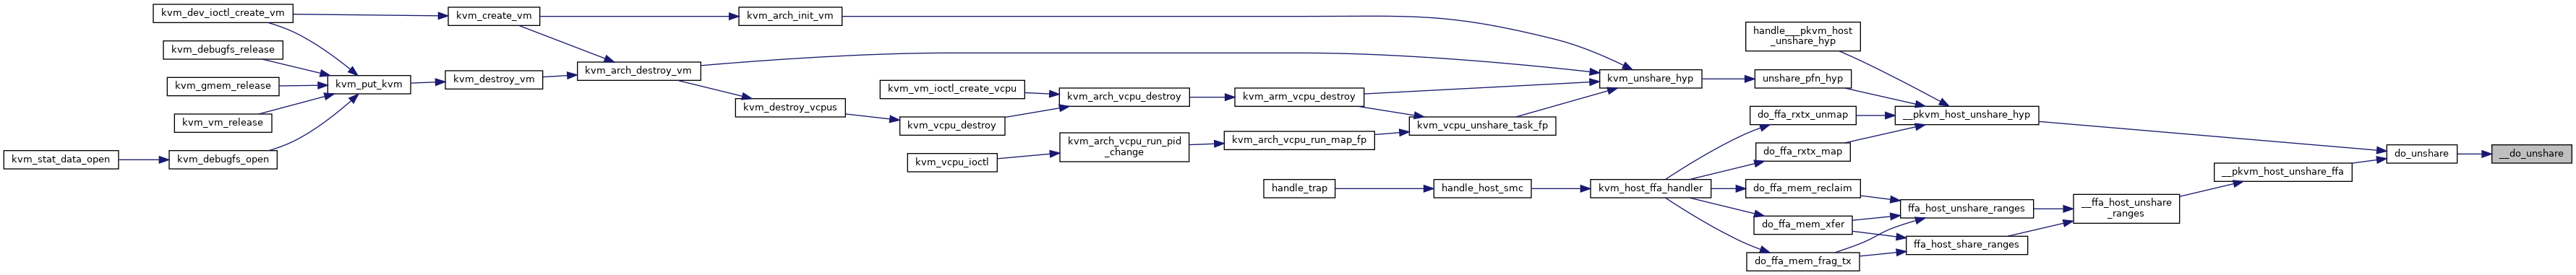 kvm_dev_ioctl_create_vm
kvm_debugfs_release
kvm_gmem_release
kvm_vm_release
kvm_stat_data_open
kvm_debugfs_open
kvm_put_kvm
kvm_create_vm
kvm_destroy_vm
kvm_arch_destroy_vm
kvm_arch_init_vm
kvm_destroy_vcpus
kvm_vm_ioctl_create_vcpu
kvm_vcpu_destroy
kvm_vcpu_ioctl
kvm_arch_vcpu_destroy
kvm_arch_vcpu_run_pid
_change
kvm_arm_vcpu_destroy
kvm_arch_vcpu_run_map_fp
handle_trap
kvm_vcpu_unshare_task_fp
handle_host_smc
kvm_unshare_hyp
kvm_host_ffa_handler
handle___pkvm_host
_unshare_hyp
unshare_pfn_hyp
do_ffa_rxtx_unmap
do_ffa_rxtx_map
do_ffa_mem_reclaim
do_ffa_mem_xfer
do_ffa_mem_frag_tx
__pkvm_host_unshare_hyp
ffa_host_unshare_ranges
ffa_host_share_ranges
__ffa_host_unshare
_ranges
__pkvm_host_unshare_ffa
do_unshare
__do_unshare